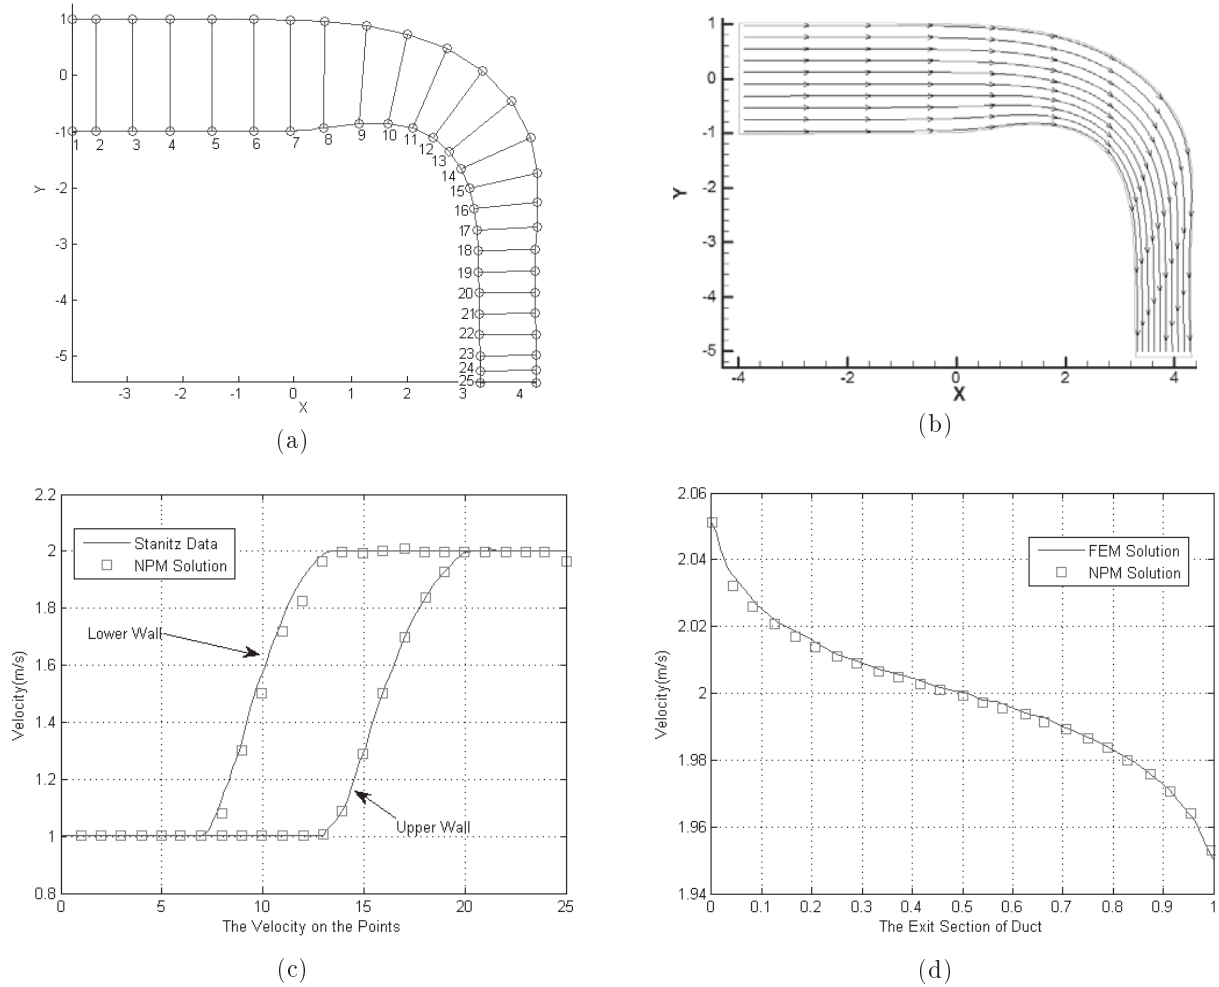 1
0
-1
-2
-3
-4
-5
Y
1 2 3 4 5 6 7 8 9 10 11 12 13 14 15 16 17 18 19 20 21 22 23 24 25
-3 -2 -1 0 1 2 3 4
X
(a)
1
0
-1
-2
-3
-4
-5
Y
-4 -2 0 2 4
X
(b)
2.2
2
1.8
1.6
1.4
1.2
1
0.8
Velocity(m/s)
Stanitz Data
NPM Solution
Lower Wall
Upper Wall
0 5 10 15 20 25
The Velocity on the Points
(c)
2.06
2.04
2.02
2
1.98
1.96
1.94
Velocity(m/s)
FEM Solution
NPM Solution
0 0.1 0.2 0.3 0.4 0.5 0.6 0.7 0.8 0.9 1
The Exit Section of Duct
(d)